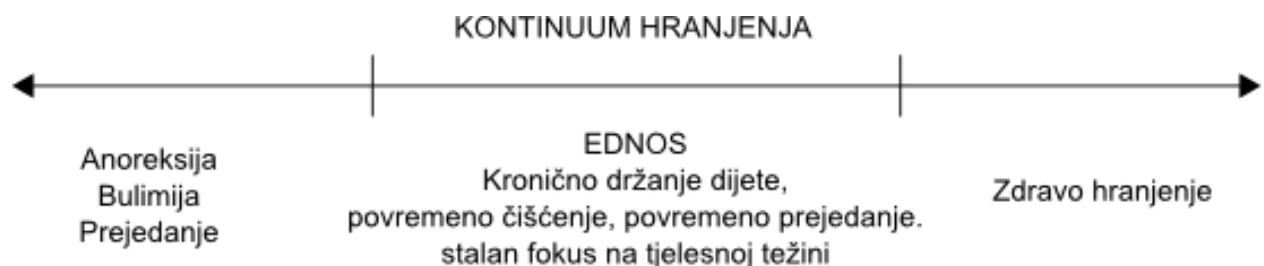 KONTINUUM HRANJENJA
Anoreksija
Bulimija
Prejedanje
EDNOS
Kronično držanje dijete,
povremeno čišćenje, povremeno prejedanje.
stalan fokus na tjelesnoj težini
Zdravo hranjenje